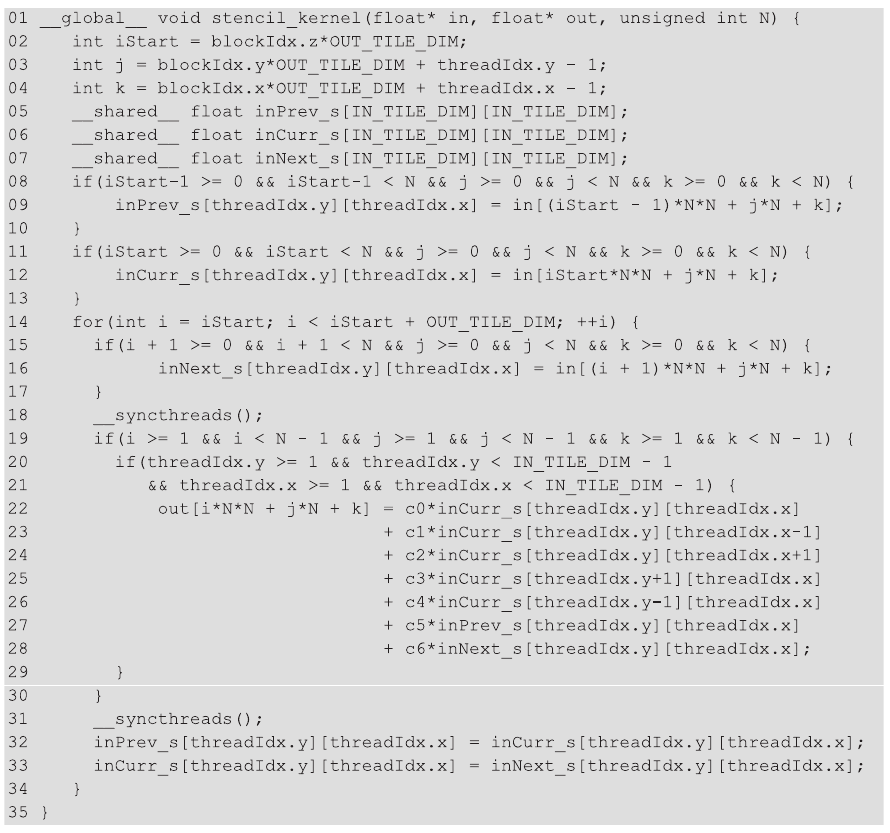 01 __global__ void stencil_kernel(float* in, float* out, unsigned int N) {
02    int iStart = blockIdx.z*OUT_TILE_DIM;
03    int j = blockIdx.y*OUT_TILE_DIM + threadIdx.y - 1;
04    int k = blockIdx.x*OUT_TILE_DIM + threadIdx.x - 1;
05    __shared__ float inPrev_s[IN_TILE_DIM][IN_TILE_DIM];
06    __shared__ float inCurr_s[IN_TILE_DIM][IN_TILE_DIM];
07    __shared__ float inNext_s[IN_TILE_DIM][IN_TILE_DIM];
08    if(iStart-1 >= 0 && iStart-1 < N && j >= 0 && j < N && k >= 0 && k < N) {
09        inPrev_s[threadIdx.y][threadIdx.x] = in[(iStart - 1)*N*N + j*N + k];
10    }
11    if(iStart >= 0 && iStart < N && j >= 0 && j < N && k >= 0 && k < N) {
12        inCurr_s[threadIdx.y][threadIdx.x] = in[iStart*N*N + j*N + k];
13    }
14    for(int i = iStart; i < iStart + OUT_TILE_DIM; ++i) {
15      if(i + 1 >= 0 && i + 1 < N && j >= 0 && j < N && k >= 0 && k < N) {
16            inNext_s[threadIdx.y][threadIdx.x] = in[(i + 1)*N*N + j*N + k];
17      }
18      __syncthreads();
19      if(i >= 1 && i < N - 1 && j >= 1 && j < N - 1 && k >= 1 && k < N - 1) {
20        if(threadIdx.y >= 1 && threadIdx.y < IN_TILE_DIM - 1
21           && threadIdx.x >= 1 && threadIdx.x < IN_TILE_DIM - 1) {
22            out[i*N*N + j*N + k] = c0*inCurr_s[threadIdx.y][threadIdx.x]
23                                 + c1*inCurr_s[threadIdx.y][threadIdx.x-1]
24                                 + c2*inCurr_s[threadIdx.y][threadIdx.x+1]
25                                 + c3*inCurr_s[threadIdx.y+1][threadIdx.x]
26                                 + c4*inCurr_s[threadIdx.y-1][threadIdx.x]
27                                 + c5*inPrev_s[threadIdx.y][threadIdx.x]
28                                 + c6*inNext_s[threadIdx.y][threadIdx.x];
29        }
30      }
31      __syncthreads();
32      inPrev_s[threadIdx.y][threadIdx.x] = inCurr_s[threadIdx.y][threadIdx.x];
33      inCurr_s[threadIdx.y][threadIdx.x] = inNext_s[threadIdx.y][threadIdx.x];
34    }
35 }